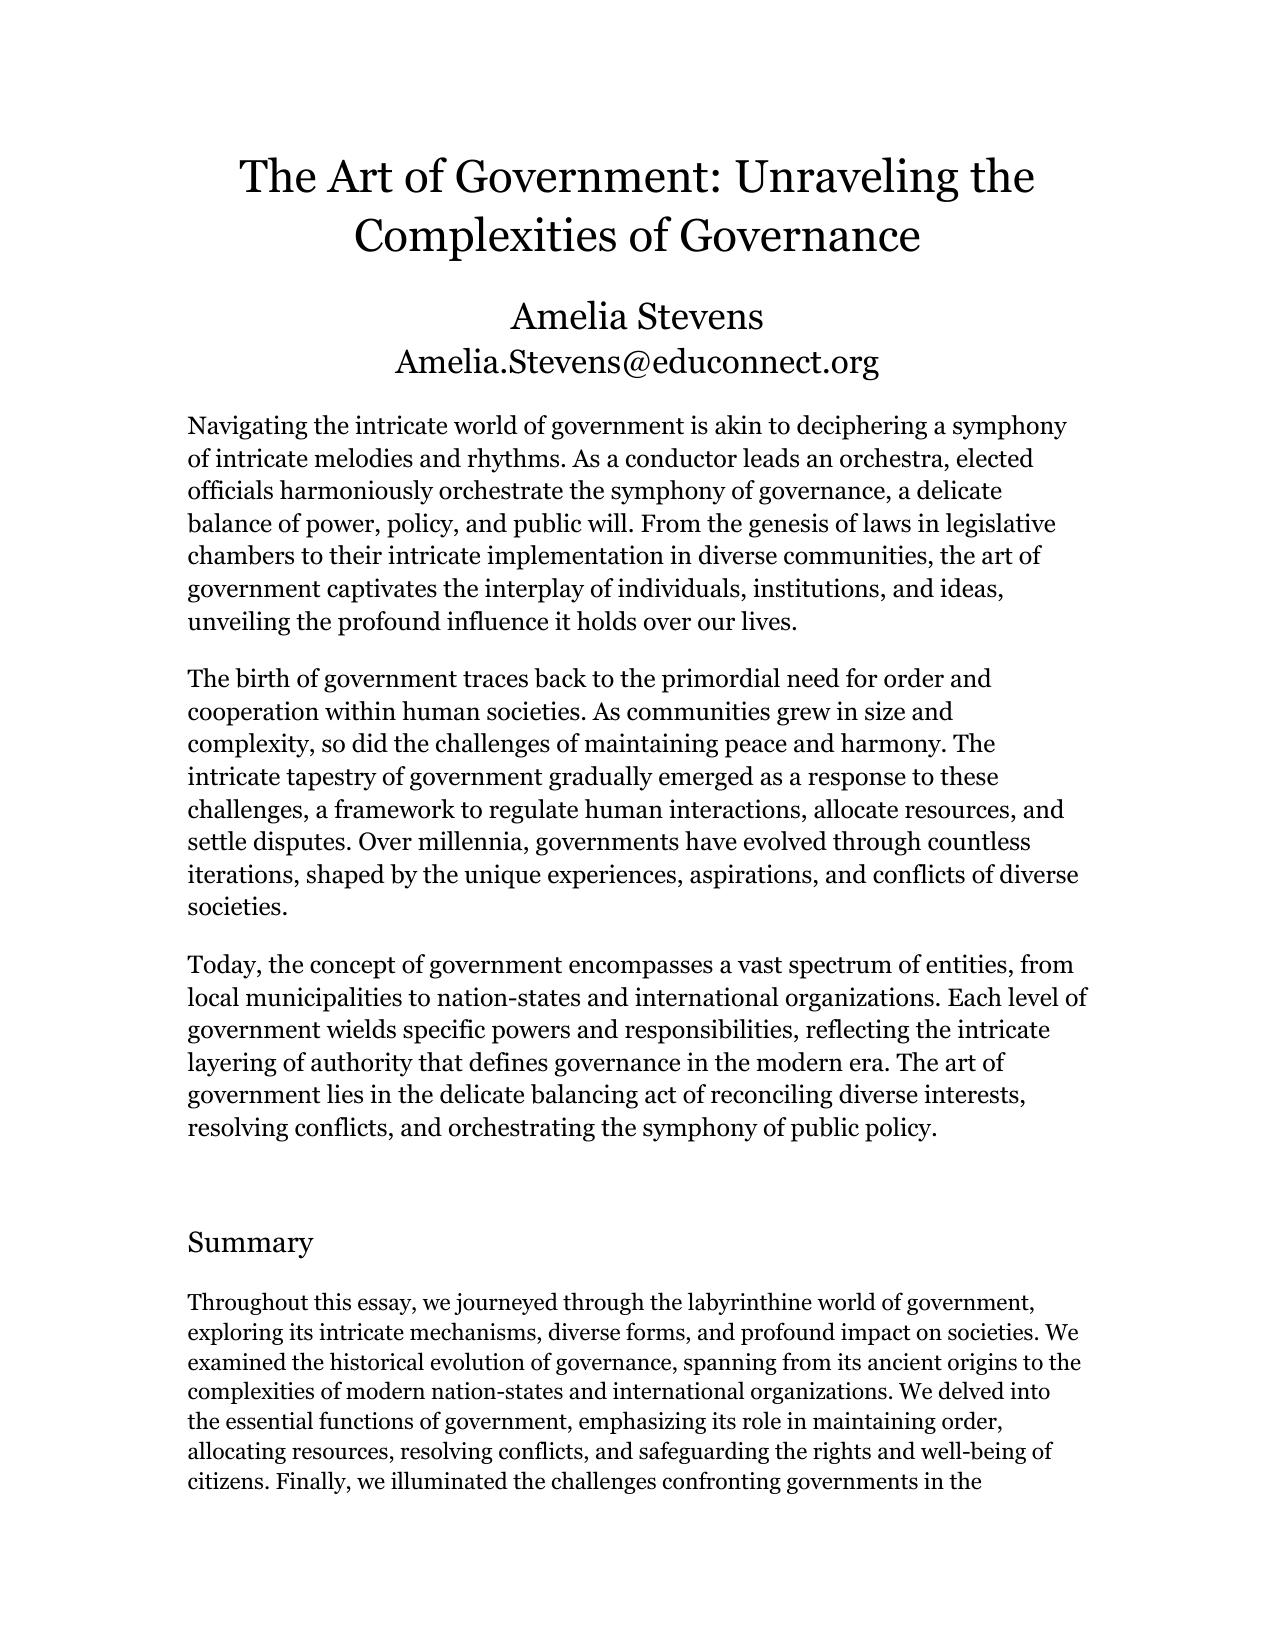 The Art of Government: Unraveling the
Complexities of Governance
Amelia Stevens
Amelia.Stevens@educonnect.org
Navigating the intricate world of government is akin to deciphering a symphony
of intricate melodies and rhythms. As a conductor leads an orchestra, elected
officials harmoniously orchestrate the symphony of governance, a delicate
balance of power, policy, and public will. From the genesis of laws in legislative
chambers to their intricate implementation in diverse communities, the art of
government captivates the interplay of individuals, institutions, and ideas,
unveiling the profound influence it holds over our lives.
The birth of government traces back to the primordial need for order and
cooperation within human societies. As communities grew in size and
complexity, so did the challenges of maintaining peace and harmony. The
intricate tapestry of government gradually emerged as a response to these
challenges, a framework to regulate human interactions, allocate resources, and
settle disputes. Over millennia, governments have evolved through countless
iterations, shaped by the unique experiences, aspirations, and conflicts of diverse
societies.
Today, the concept of government encompasses a vast spectrum of entities, from
local municipalities to nation-states and international organizations. Each level of
government wields specific powers and responsibilities, reflecting the intricate
layering of authority that defines governance in the modern era. The art of
government lies in the delicate balancing act of reconciling diverse interests,
resolving conflicts, and orchestrating the symphony of public policy.
Summary
Throughout this essay, we journeyed through the labyrinthine world of government,
exploring its intricate mechanisms, diverse forms, and profound impact on societies. We
examined the historical evolution of governance, spanning from its ancient origins to the
complexities of modern nation-states and international organizations. We delved into
the essential functions of government, emphasizing its role in maintaining order,
allocating resources, resolving conflicts, and safeguarding the rights and well-being of
citizens. Finally, we illuminated the challenges confronting governments in the